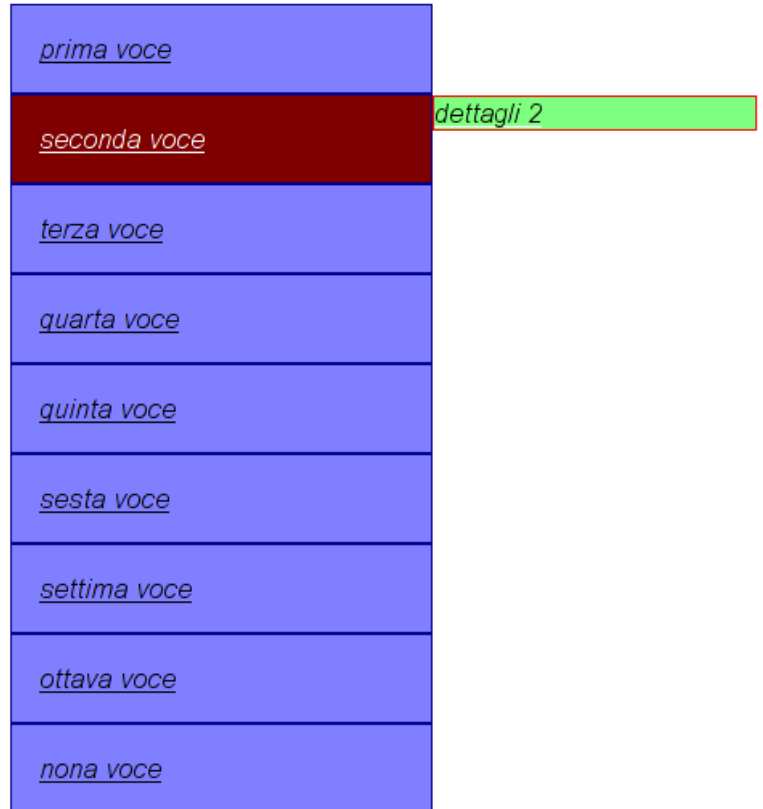 prima voce
seconda voce
dettagli 2
terza voce
quarta voce
quinta voce
sesta voce
settima voce
ottava voce
nona voce